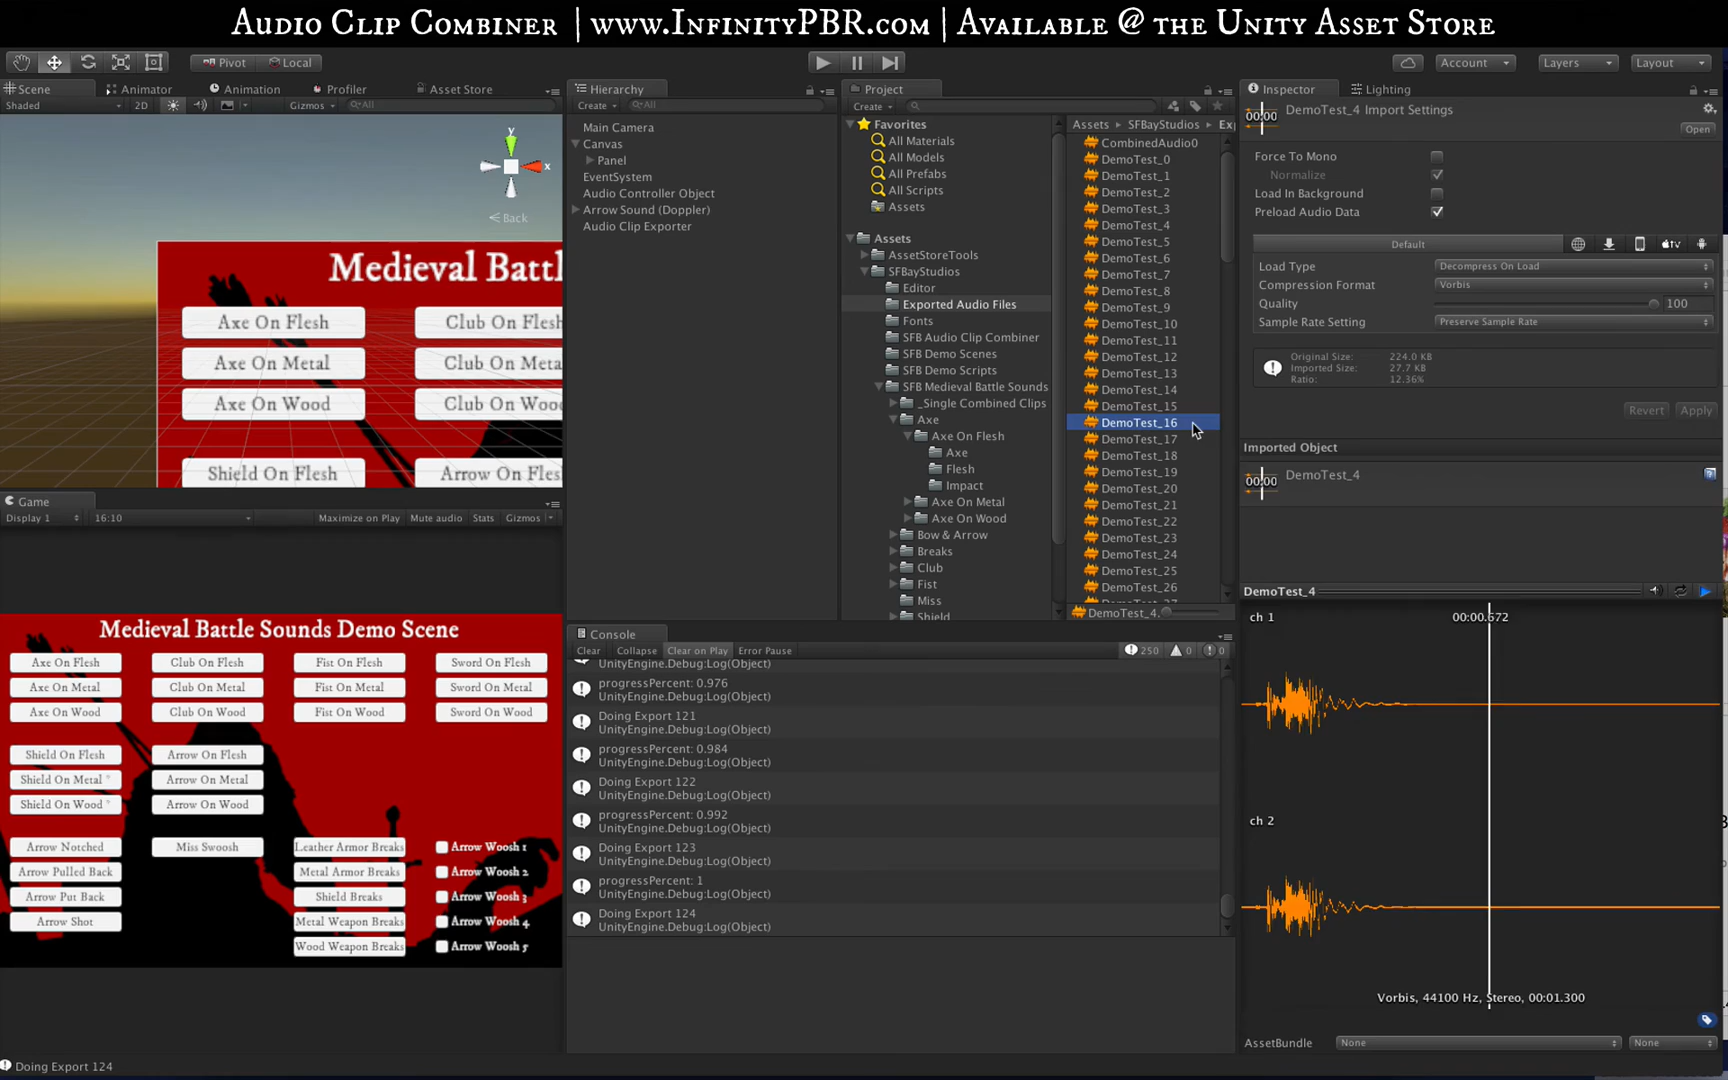 Audio Clip Combiner | www.InfinityPBR.com | Available @ the Unity Asset Store
Pivot
Local
Account
Layers
Layout
Scene
Animator
Animation
Profiler
Asset Store
Shaded
2D
Gizmos
All
y
x
Back
Medieval Battl
Axe On Flesh
Club On Flesh
Axe On Metal
Club On Meta
Axe On Wood
Club On Wood
Shield On Flesh
Arrow On Flesh
Game
Display 1
16:10
Maximize on Play
Mute audio
Stats
Gizmos
Medieval Battle Sounds Demo Scene
Axe On Flesh
Club On Flesh
Fist On Flesh
Sword On Flesh
Axe On Metal
Club On Metal
Fist On Metal
Sword On Metal
Axe On Wood
Club On Wood
Fist On Wood
Sword On Wood
Shield On Flesh
Arrow On Flesh
Shield On Metal *
Arrow On Metal
Shield On Wood *
Arrow On Wood
Arrow Notched
Miss Swoosh
Leather Armor Breaks
Arrow Woosh 1
Arrow Pulled Back
Metal Armor Breaks
Arrow Woosh 2
Arrow Put Back
Shield Breaks
Arrow Woosh 3
Arrow Shot
Metal Weapon Breaks
Arrow Woosh 4
Wood Weapon Breaks
Arrow Woosh 5
Doing Export 124
Hierarchy
Create
All
Main Camera
Canvas
Panel
EventSystem
Audio Controller Object
Arrow Sound (Doppler)
Audio Clip Exporter
Project
Create
Favorites
All Materials
All Models
All Prefabs
All Scripts
Assets
Assets
AssetStoreTools
SFBayStudios
Editor
Exported Audio Files
Fonts
SFB Audio Clip Combiner
SFB Demo Scenes
SFB Demo Scripts
SFB Medieval Battle Sounds
_Single Combined Clips
Axe
Axe On Flesh
Axe
Flesh
Impact
Axe On Metal
Axe On Wood
Bow & Arrow
Breaks
Club
Fist
Miss
Shield
Assets
SFBayStudios
Exp
CombinedAudio0
DemoTest_0
DemoTest_1
DemoTest_2
DemoTest_3
DemoTest_4
DemoTest_5
DemoTest_6
DemoTest_7
DemoTest_8
DemoTest_9
DemoTest_10
DemoTest_11
DemoTest_12
DemoTest_13
DemoTest_14
DemoTest_15
DemoTest_16
DemoTest_17
DemoTest_18
DemoTest_19
DemoTest_20
DemoTest_21
DemoTest_22
DemoTest_23
DemoTest_24
DemoTest_25
DemoTest_26
DemoTest_27
DemoTest_4.
Console
Clear
Collapse
Clear on Play
Error Pause
250
0
0
UnityEngine.Debug:Log(Object)
progressPercent: 0.976
UnityEngine.Debug:Log(Object)
Doing Export 121
UnityEngine.Debug:Log(Object)
progressPercent: 0.984
UnityEngine.Debug:Log(Object)
Doing Export 122
UnityEngine.Debug:Log(Object)
progressPercent: 0.992
UnityEngine.Debug:Log(Object)
Doing Export 123
UnityEngine.Debug:Log(Object)
progressPercent: 1
UnityEngine.Debug:Log(Object)
Doing Export 124
UnityEngine.Debug:Log(Object)
Inspector
Lighting
00:00
DemoTest_4 Import Settings
Open
Force To Mono
Normalize
Load In Background
Preload Audio Data
Default
tv
Load Type
Decompress On Load
Compression Format
Vorbis
Quality
100
Sample Rate Setting
Preserve Sample Rate
Original Size: 224.0 KB
Imported Size: 27.7 KB
Ratio: 12.36%
Revert
Apply
Imported Object
00:00
DemoTest_4
DemoTest_4
ch 1
00:00.672
ch 2
Vorbis, 44100 Hz, Stereo, 00:01.300
AssetBundle
None
None